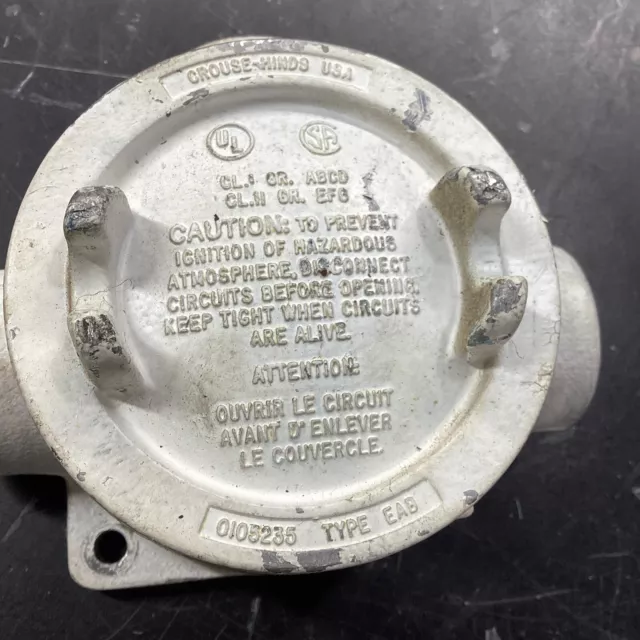 CROUSE-HINDS USA
UL SA
CL.I GR. ABCD
CL.II GR. EFG
CAUTION: TO PREVENT
IGNITION OF HAZARDOUS
ATMOSPHERE, DISCONNECT
CIRCUITS BEFORE OPENING.
KEEP TIGHT WHEN CIRCUITS
ARE ALIVE.
ATTENTION:
OUVRIR LE CIRCUIT
AVANT D'ENLEVER
LE COUVERCLE.
0105235 TYPE EAB